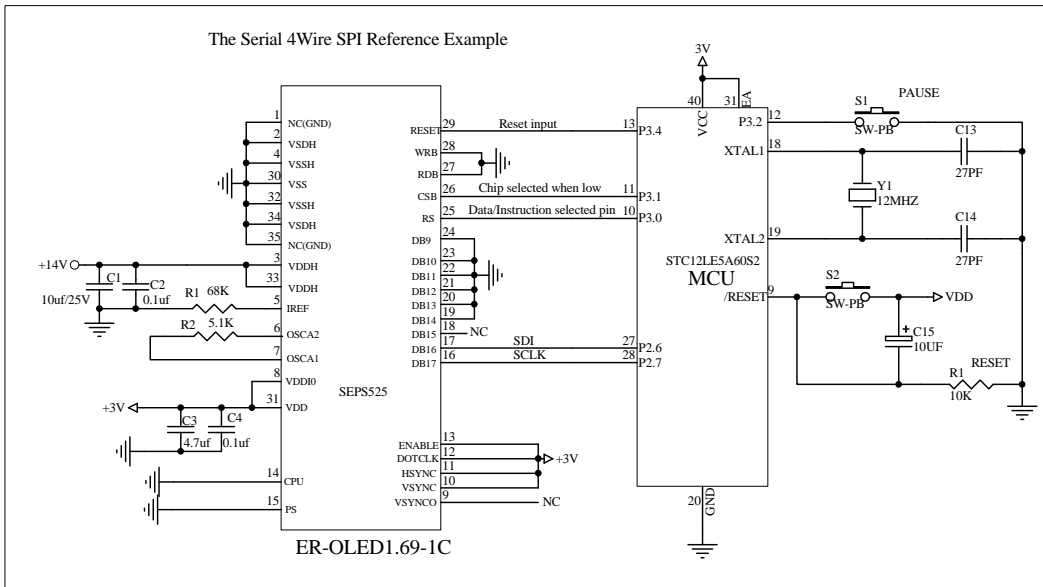 The Serial 4Wire SPI Reference Example
1 NC(GND)
2 VSDH
4 VSSH
30 VSS
32 VSSH
34 VSDH
35 NC(GND)
+14V
3 VDDH
33 VDDH
C1
10uf/25V
C2
0.1uf
R1 68K
5 IREF
R2 5.1K
6 OSCA2
7 OSCA1
8 VDDI0
+3V
31 VDD
C3
4.7uf
C4
0.1uf
14 CPU
15 PS
SEPS525
ER-OLED1.69-1C
RESET 29 Reset input 13 P3.4
WRB 28
RDB 27
CSB 26 Chip selected when low 11 P3.1
RS 25 Data/Instruction selected pin 10 P3.0
DB9 24
DB10 23
DB11 22
DB12 21
DB13 20
DB14 19
DB15 18 NC
DB16 17 SDI 27 P2.6
DB17 16 SCLK 28 P2.7
ENABLE 13
DOTCLK 12 +3V
HSYNC 11
VSYNC 10
VSYNCO 9 NC
3V
40 VCC
31 EA
P3.2 12
S1 PAUSE
SW-PB
XTAL1 18
C13
27PF
Y1
12MHZ
XTAL2 19
C14
27PF
STC12LE5A60S2
MCU
/RESET 9
S2
SW-PB
VDD
C15
+
10UF
R1 RESET
10K
20 GND